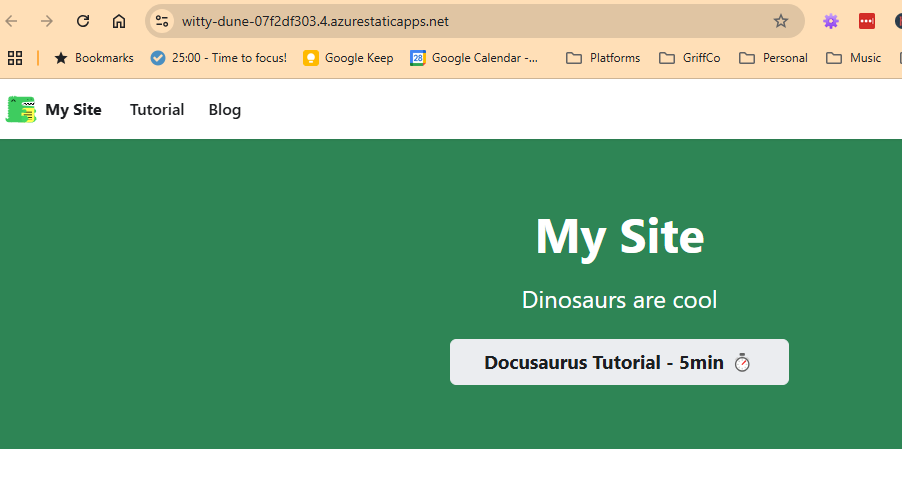 witty-dune-07f2df303.4.azurestaticapps.net
Bookmarks 25:00 - Time to focus! Google Keep 28 Google Calendar -... Platforms GriffCo Personal Music
My Site Tutorial Blog
My Site
Dinosaurs are cool
Docusaurus Tutorial - 5min ⏱️